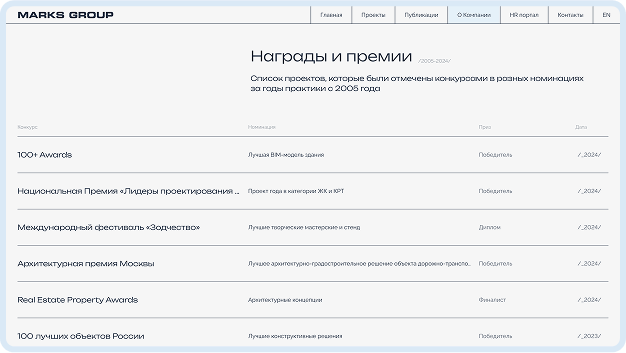 MARKS GROUP
Главная
Проекты
Публикации
О Компании
HR портал
Контакты
EN
Награды и премии /2005-2024/
Список проектов, которые были отмечены конкурсами в разных номинациях
за годы практики с 2005 года
Конкурс Номинация Приз Дата
100+ Awards Лучшая BIM-модель здания Победитель /_2024/
Национальная Премия «Лидеры проектирования ... Проект года в категории ЖК и КРТ Победитель /_2024/
Международный фестиваль «Зодчество» Лучшие творческие мастерские и стенд Диплом /_2024/
Архитектурная премия Москвы Лучшее архитектурно-градостроительное решение объекта дорожно-транспо... Победитель /_2024/
Real Estate Property Awards Архитектурные концепции Финалист /_2024/
100 лучших объектов России Лучшие конструктивные решения Победитель /_2023/